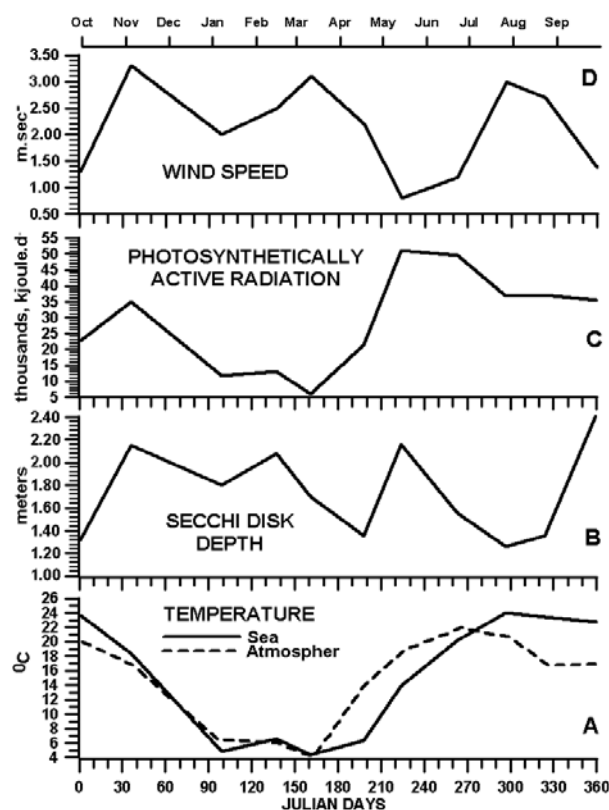 Oct Nov Dec Jan Feb Mar Apr May Jun Jul Aug Sep
3.50
3.00
2.50
2.00
1.50
1.00
0.50
m.sec-
D
WIND SPEED
55
50
45
40
35
30
25
20
15
10
5
thousands, kjoule.d-
PHOTOSYNTHETICALLY
ACTIVE RADIATION
C
2.40
2.00
1.80
1.60
1.40
1.20
1.00
meters
SECCHI DISK
DEPTH
B
26
24
22
20
18
16
14
12
10
8
6
4
0C
TEMPERATURE
Sea
Atmospher
A
0 30 60 90 120 150 180 210 240 270 300 330 360
JULIAN DAYS